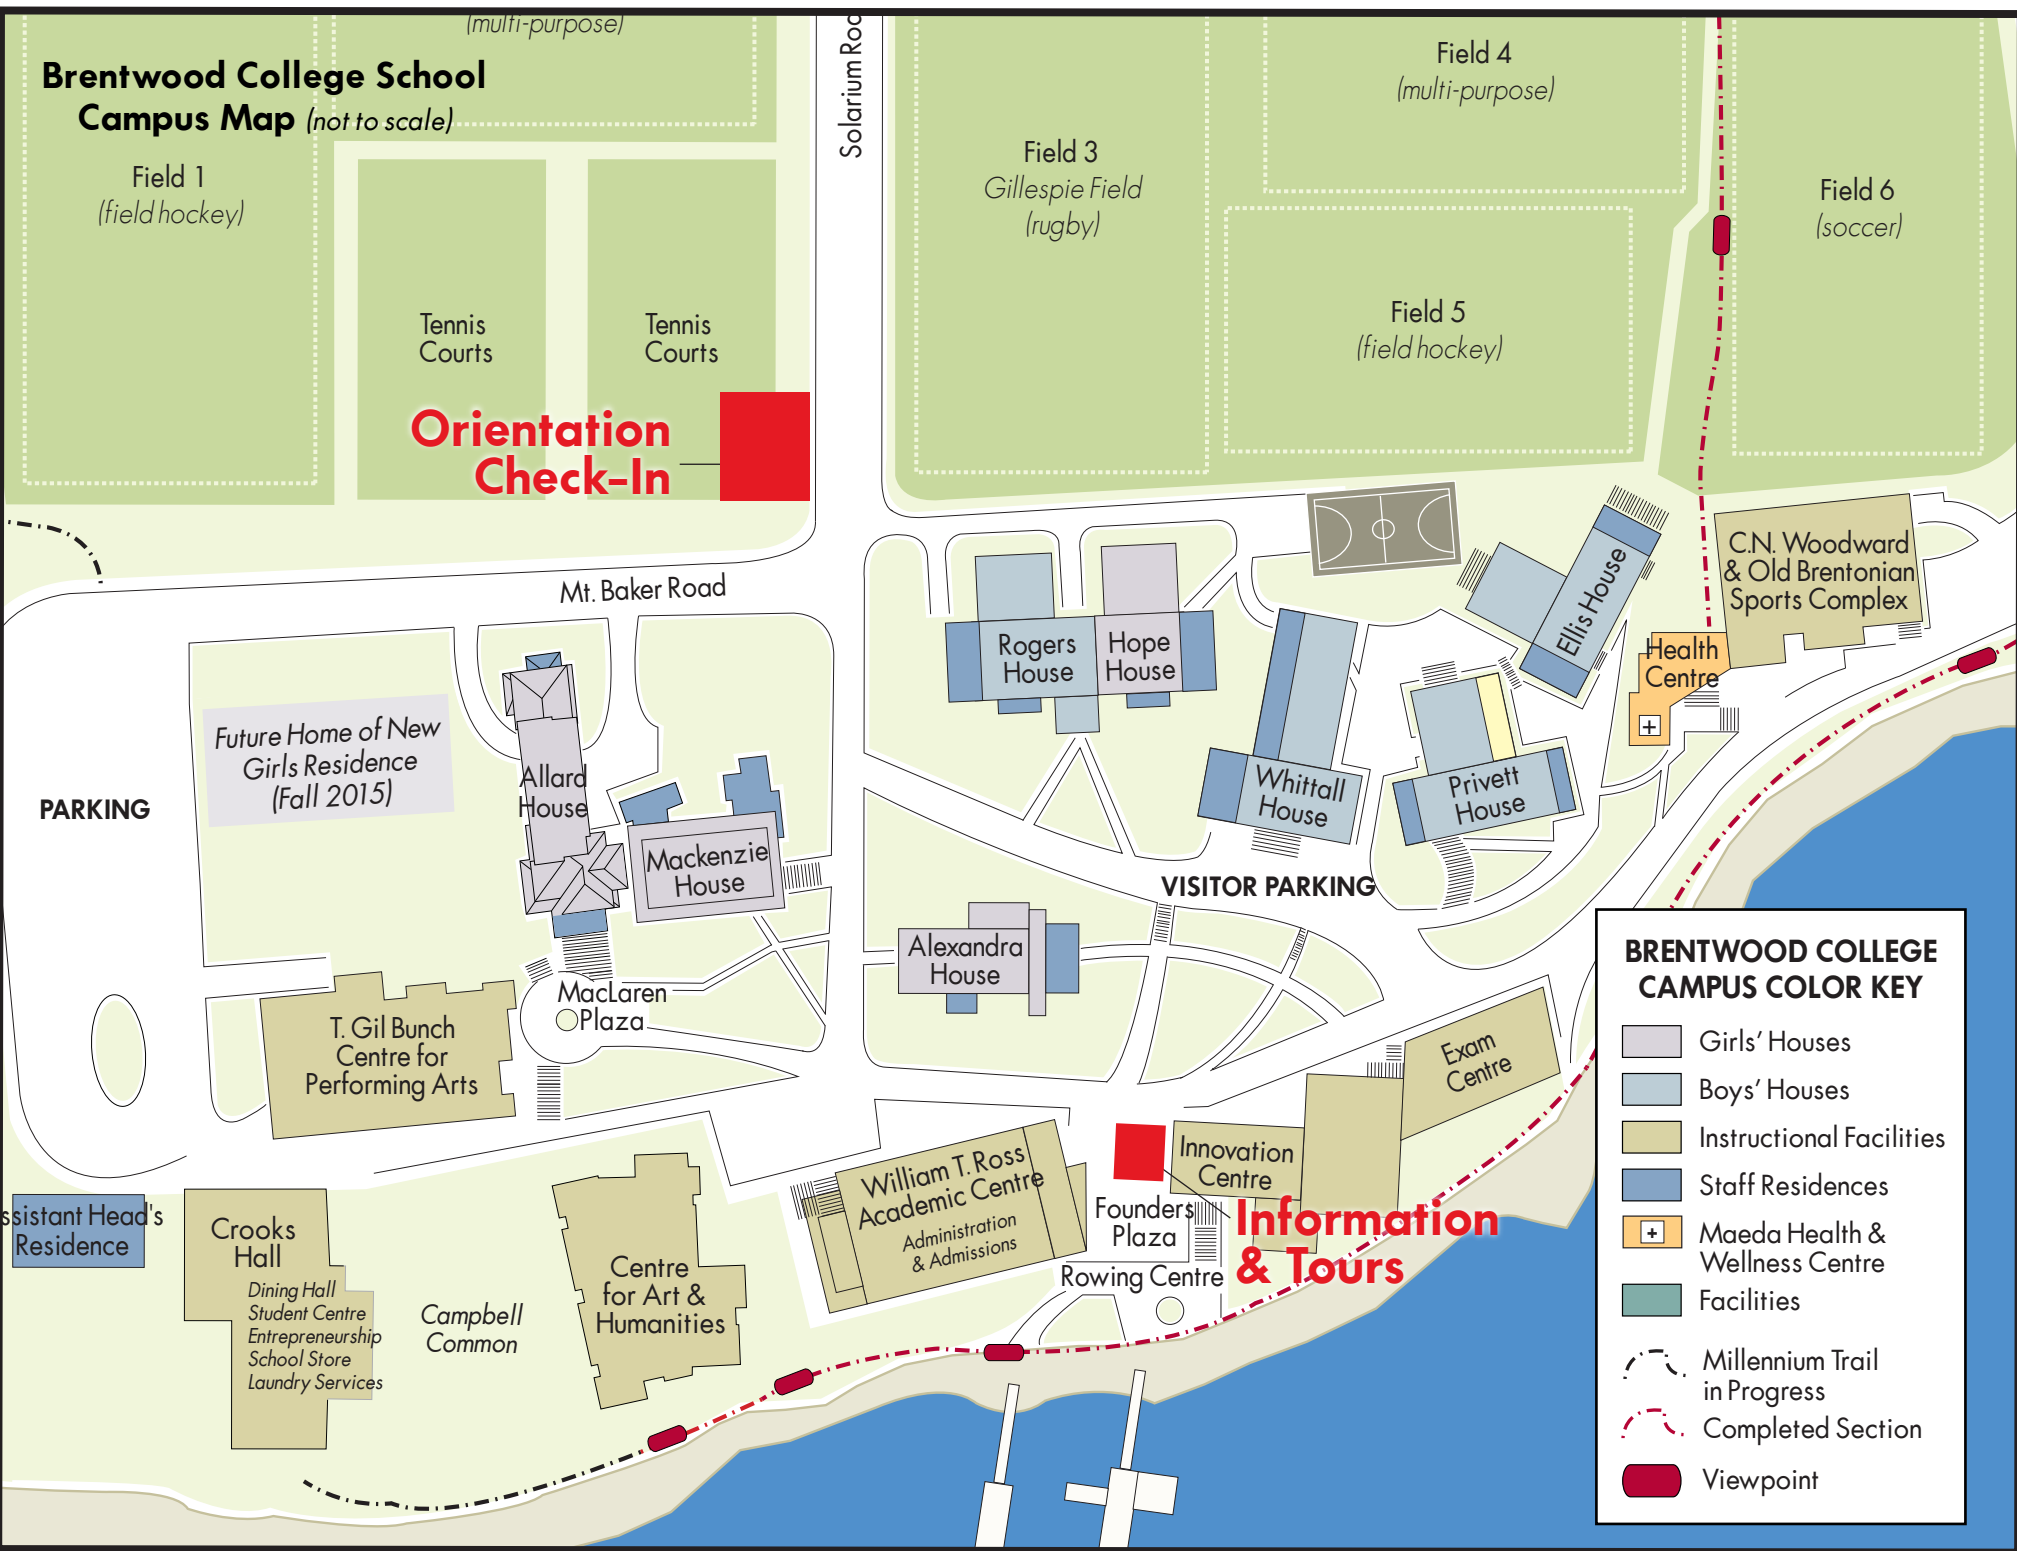 (multi-purpose)
Brentwood College School
Campus Map (not to scale)
Field 1
(field hockey)
Tennis
Courts
Tennis
Courts
Solarium
Field 3
Gillespie Field
(rugby)
Field 4
(multi-purpose)
Field 5
(field hockey)
Field 6
(soccer)
Orientation
Check-In
Mt. Baker Road
Future Home of New
Girls Residence
(Fall 2015)
PARKING
Allard
House
Mackenzie
House
Rogers
House
Hope
House
Whittall
House
Privett
House
Ellis House
C.N. Woodward
& Old Brentonian
Sports Complex
Health
Centre
VISITOR PARKING
Alexandra
House
MacLaren
Plaza
T. Gil Bunch
Centre for
Performing Arts
Exam
Centre
Innovation
Centre
William T. Ross
Academic Centre
Administration
& Admissions
Founders
Plaza
Information
& Tours
Rowing Centre
ssistant Head's
Residence
Crooks
Hall
Dining Hall
Student Centre
Entrepreneurship
School Store
Laundry Services
Campbell
Common
Centre
for Art &
Humanities
BRENTWOOD COLLEGE
CAMPUS COLOR KEY
Girls' Houses
Boys' Houses
Instructional Facilities
Staff Residences
Maeda Health &
Wellness Centre
Facilities
Millennium Trail
in Progress
Completed Section
Viewpoint